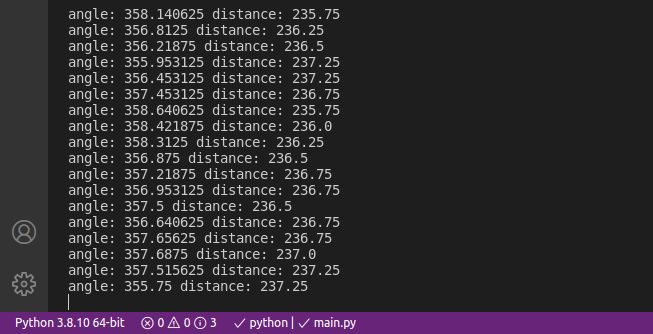 angle: 358.140625 distance: 235.75
angle: 356.8125 distance: 236.25
angle: 356.21875 distance: 236.5
angle: 355.953125 distance: 237.25
angle: 356.453125 distance: 237.25
angle: 357.453125 distance: 236.75
angle: 358.640625 distance: 235.75
angle: 358.421875 distance: 236.0
angle: 358.3125 distance: 236.25
angle: 356.875 distance: 236.5
angle: 357.21875 distance: 236.75
angle: 356.953125 distance: 236.75
angle: 357.5 distance: 236.5
angle: 356.640625 distance: 236.75
angle: 357.65625 distance: 236.75
angle: 357.6875 distance: 237.0
angle: 357.515625 distance: 237.25
angle: 355.75 distance: 237.25
Python 3.8.10 64-bit 0 0 3 python | main.py